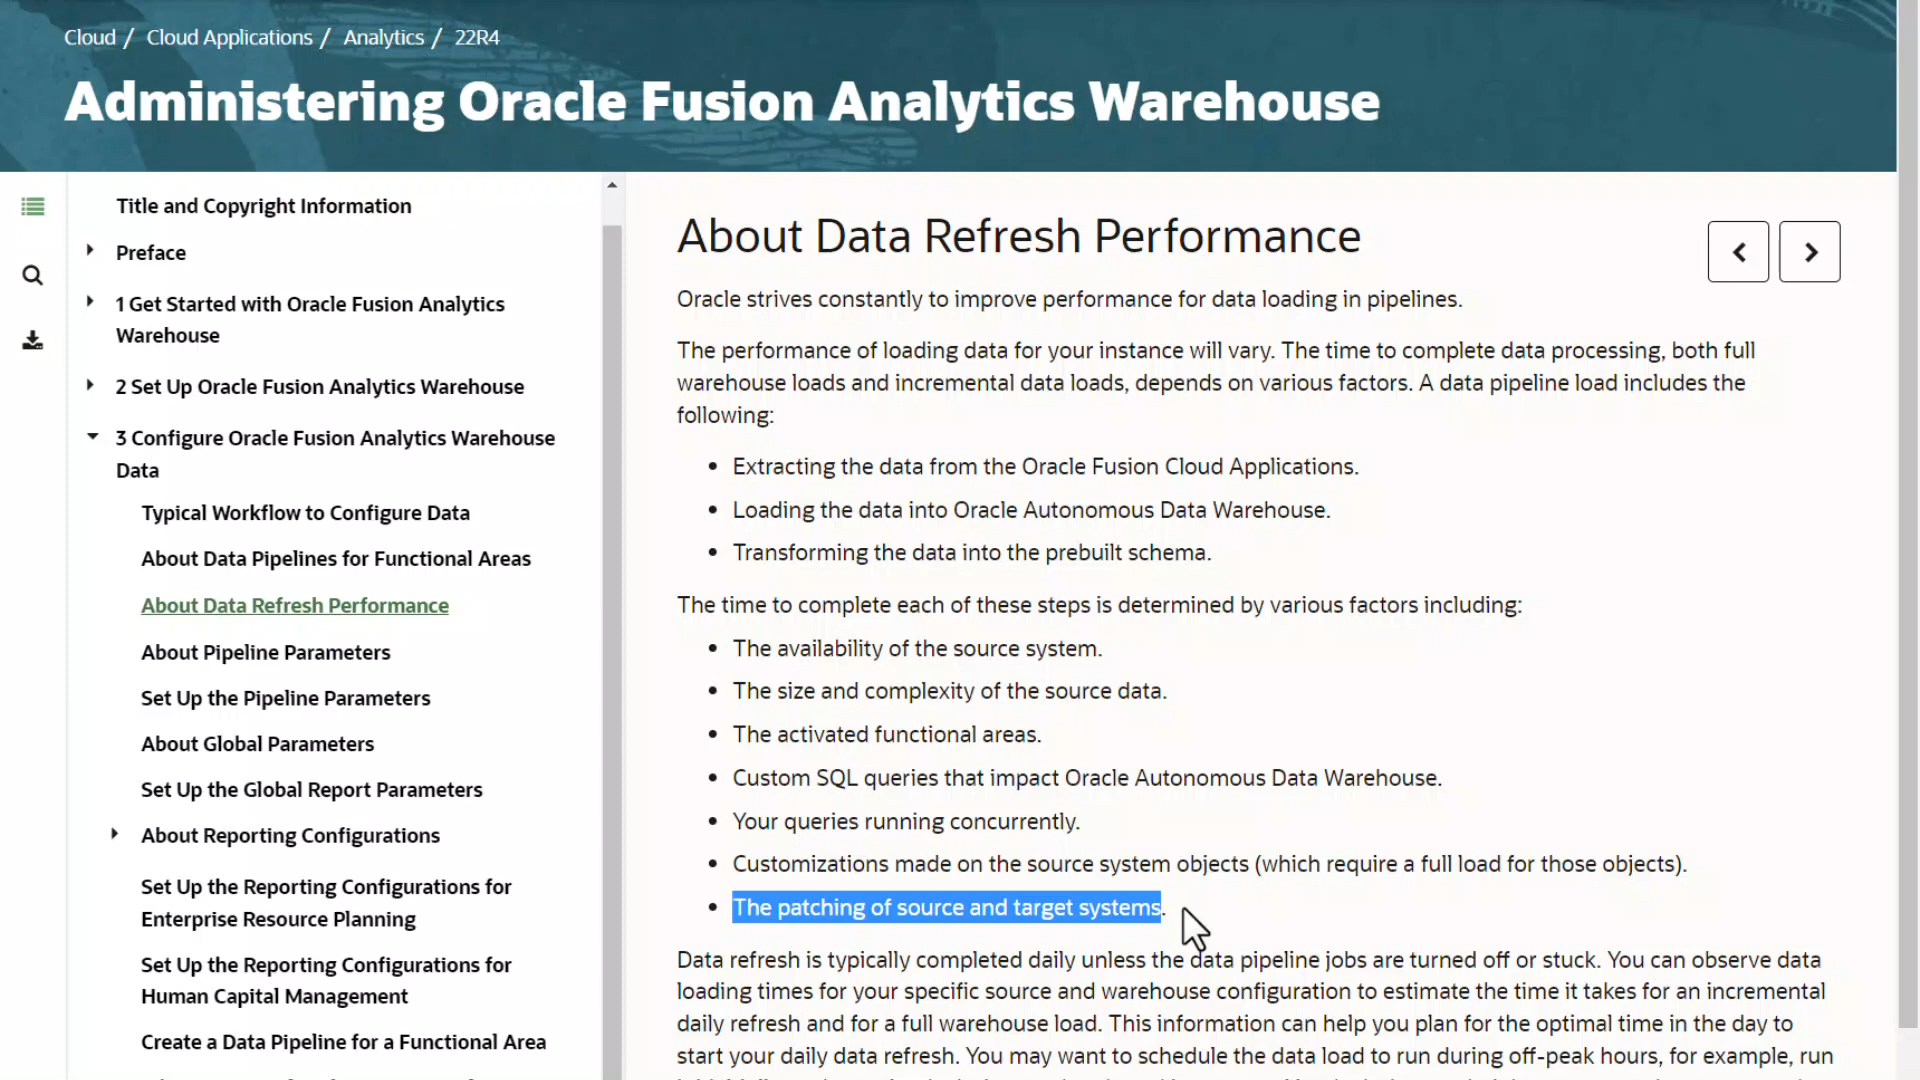 Cloud / Cloud Applications / Analytics / 22R4
Administering Oracle Fusion Analytics Warehouse
Title and Copyright Information
Preface
1 Get Started with Oracle Fusion Analytics
Warehouse
2 Set Up Oracle Fusion Analytics Warehouse
3 Configure Oracle Fusion Analytics Warehouse
Data
Typical Workflow to Configure Data
About Data Pipelines for Functional Areas
About Data Refresh Performance
About Pipeline Parameters
Set Up the Pipeline Parameters
About Global Parameters
Set Up the Global Report Parameters
About Reporting Configurations
Set Up the Reporting Configurations for
Enterprise Resource Planning
Set Up the Reporting Configurations for
Human Capital Management
Create a Data Pipeline for a Functional Area
About Data Refresh Performance
Oracle strives constantly to improve performance for data loading in pipelines.
The performance of loading data for your instance will vary. The time to complete data processing, both full
warehouse loads and incremental data loads, depends on various factors. A data pipeline load includes the
following:
• Extracting the data from the Oracle Fusion Cloud Applications.
• Loading the data into Oracle Autonomous Data Warehouse.
• Transforming the data into the prebuilt schema.
The time to complete each of these steps is determined by various factors including:
• The availability of the source system.
• The size and complexity of the source data.
• The activated functional areas.
• Custom SQL queries that impact Oracle Autonomous Data Warehouse.
• Your queries running concurrently.
• Customizations made on the source system objects (which require a full load for those objects).
• The patching of source and target systems.
Data refresh is typically completed daily unless the data pipeline jobs are turned off or stuck. You can observe data
loading times for your specific source and warehouse configuration to estimate the time it takes for an incremental
daily refresh and for a full warehouse load. This information can help you plan for the optimal time in the day to
start your daily data refresh. You may want to schedule the data load to run during off-peak hours, for example, run